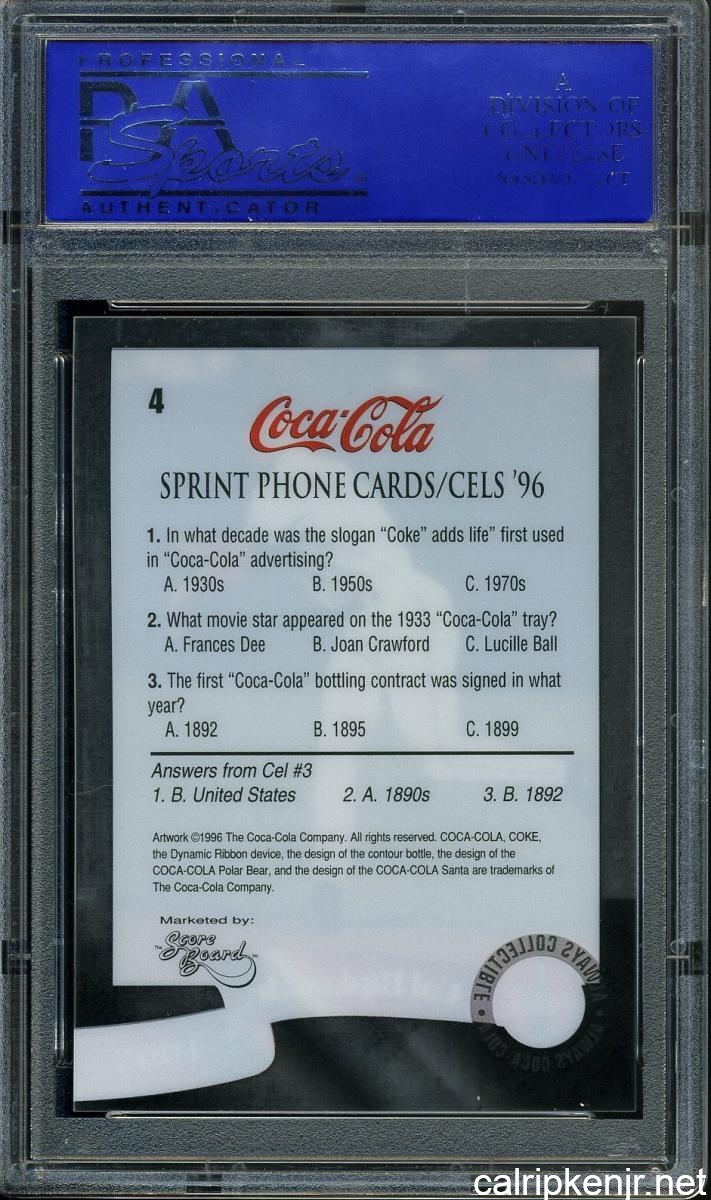 PROFESSIONAL
PSA
Sports
AUTHENTICATOR
A
DIVISION OF
COLLECTORS
UNIVERSE
4
Coca-Cola
SPRINT PHONE CARDS/CELS '96
1. In what decade was the slogan “Coke” adds life” first used
in “Coca-Cola” advertising?
A. 1930s B. 1950s C. 1970s
2. What movie star appeared on the 1933 “Coca-Cola” tray?
A. Frances Dee B. Joan Crawford C. Lucille Ball
3. The first “Coca-Cola” bottling contract was signed in what
year?
A. 1892 B. 1895 C. 1899
Answers from Cel #3
1. B. United States 2. A. 1890s 3. B. 1892
Artwork ©1996 The Coca-Cola Company. All rights reserved. COCA-COLA, COKE,
the Dynamic Ribbon device, the design of the contour bottle, the design of the
COCA-COLA Polar Bear, and the design of the COCA-COLA Santa are trademarks of
The Coca-Cola Company.
Marketed by:
Score Board
ALWAYS COLLECTIBLE • ALWAYS COCA-COLA •
calripkenjr.net